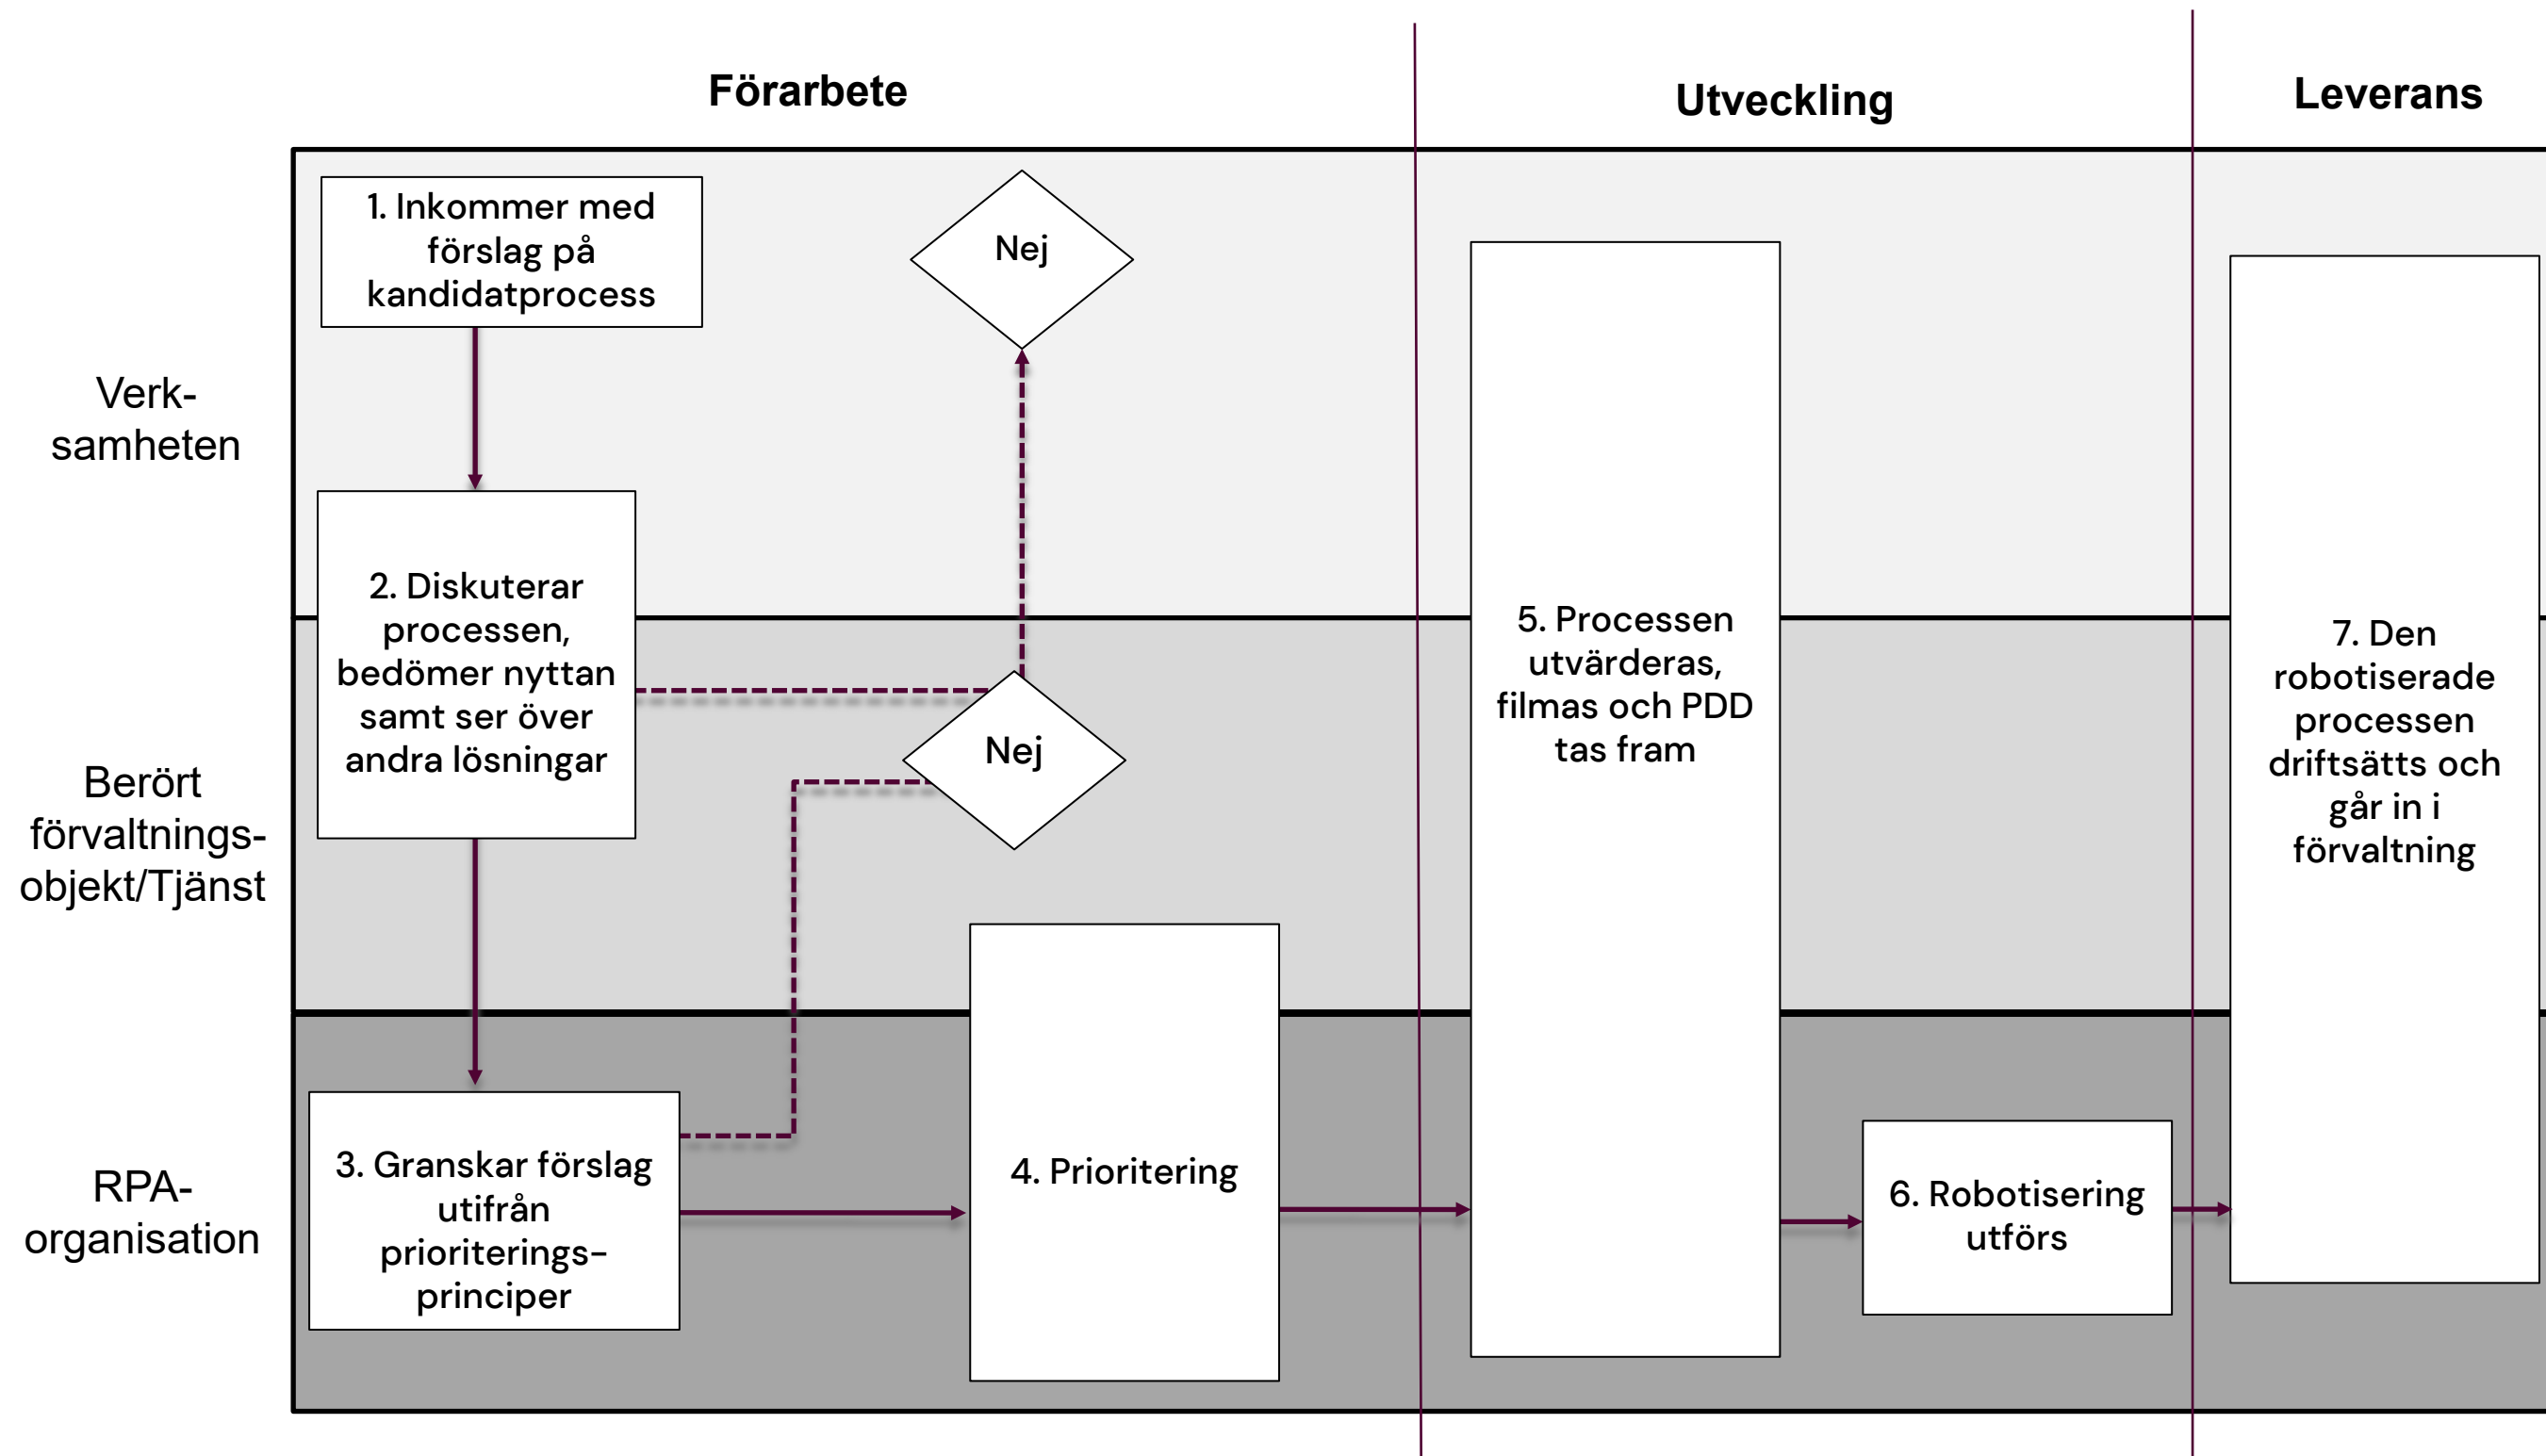 Förarbete
Utveckling
Leverans
Verk-
samheten
1. Inkommer med
förslag på
kandidatprocess
Nej
2. Diskuterar
processen,
bedömer nyttan
samt ser över
andra lösningar
Berört
förvaltnings-
objekt/Tjänst
Nej
RPA-
organisation
3. Granskar förslag
utifrån
prioriterings-
principer
4. Prioritering
5. Processen
utvärderas,
filmas och PDD
tas fram
6. Robotisering
utförs
7. Den
robotiserade
processen
driftsätts och
går in i
förvaltning